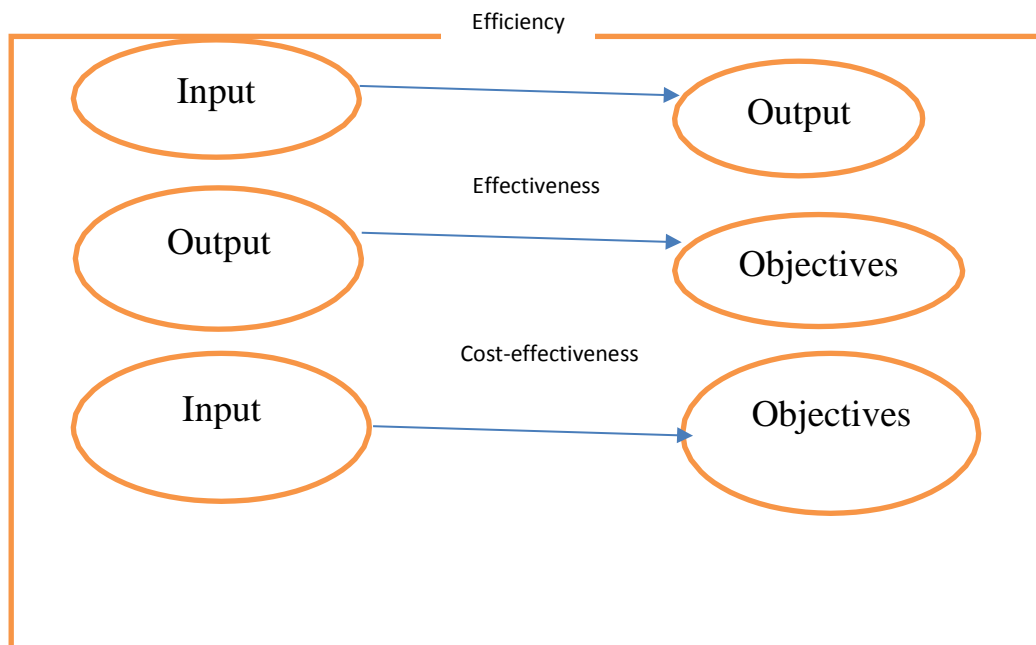 Efficiency
Input
Output
Effectiveness
Output
Objectives
Cost-effectiveness
Input
Objectives